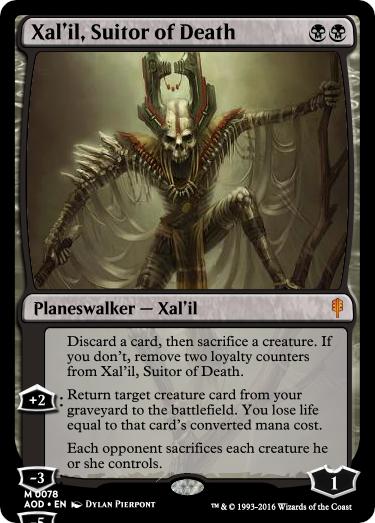 Xal'il, Suitor of Death
Planeswalker — Xal'il
Discard a card, then sacrifice a creature. If
you don't, remove two loyalty counters
from Xal'il, Suitor of Death.
+2: Return target creature card from your
graveyard to the battlefield. You lose life
equal to that card's converted mana cost.
Each opponent sacrifices each creature
he or she controls.
-3
1
M 0078
AOD • EN DYLAN PIERPONT
™ & © 1993-2016 Wizards of the Coast
-5